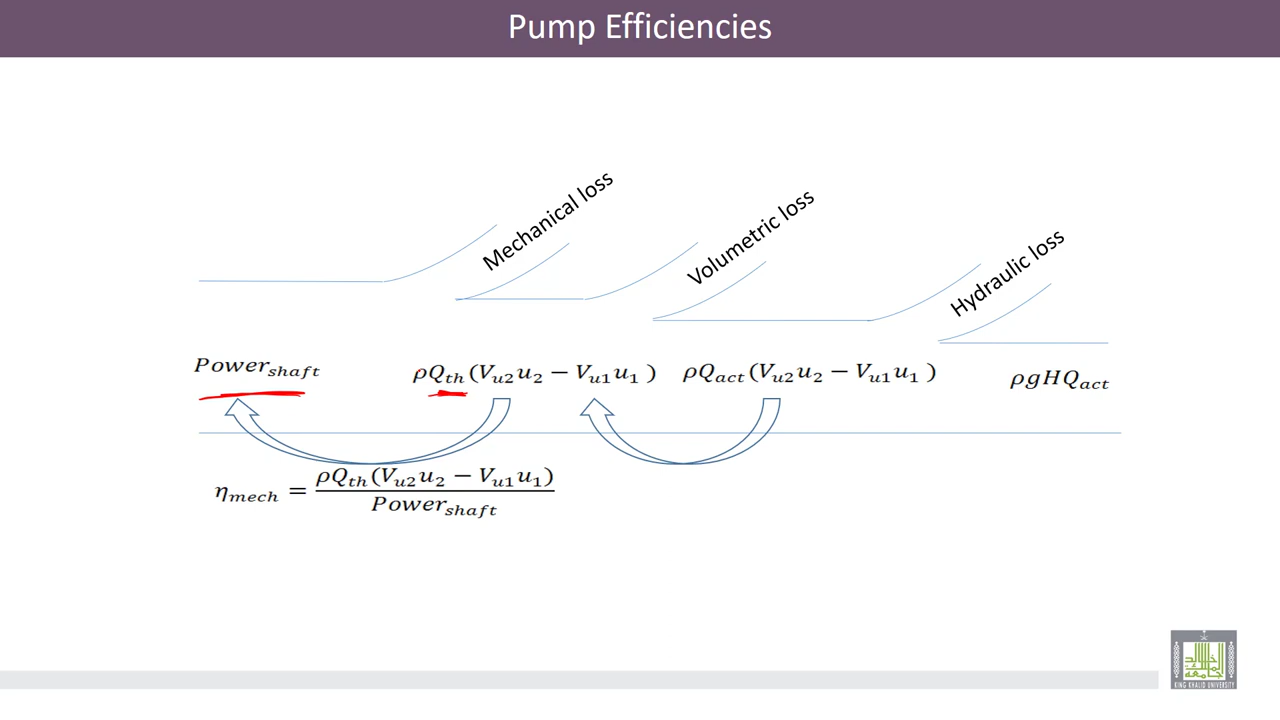 Pump Efficiencies
Mechanical loss
Volumetric loss
Hydraulic loss
Power_shaft
ρQ_th(V_u2 u_2 − V_u1 u_1 )
ρQ_act(V_u2 u_2 − V_u1 u_1 )
ρgHQ_act
η_mech = ρQ_th(V_u2 u_2 − V_u1 u_1) / Power_shaft
KING KHALID UNIVERSITY